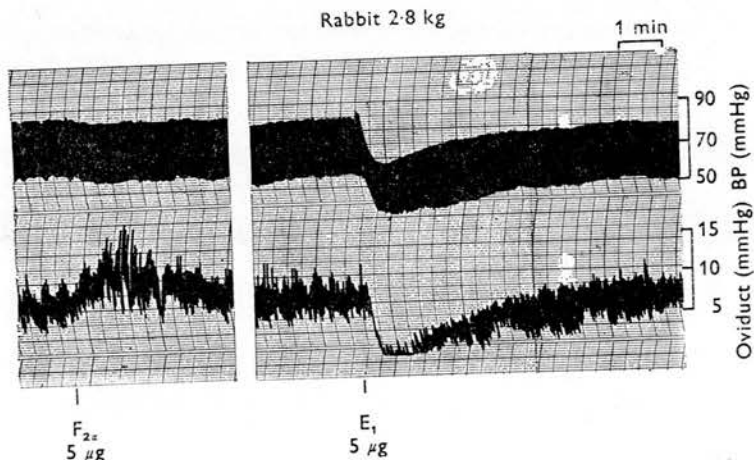 Rabbit 2·8 kg
1 min
90
70
50
BP (mmHg)
15
10
5
Oviduct (mmHg)
F₂α
5 μg
E₁
5 μg